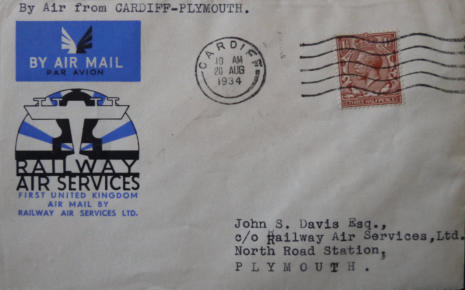 By Air from CARDIFF-PLYMOUTH.
BY AIR MAIL
PAR AVION
CARDIFF
10 AM
20 AUG
1934
THREE HALFPENCE
RAILWAY
AIR SERVICES
FIRST UNITED KINGDOM
AIR MAIL BY
RAILWAY AIR SERVICES LTD.
John S. Davis Esq.,
c/o Railway Air Services,Ltd.
North Road Station,
PLYMOUTH.